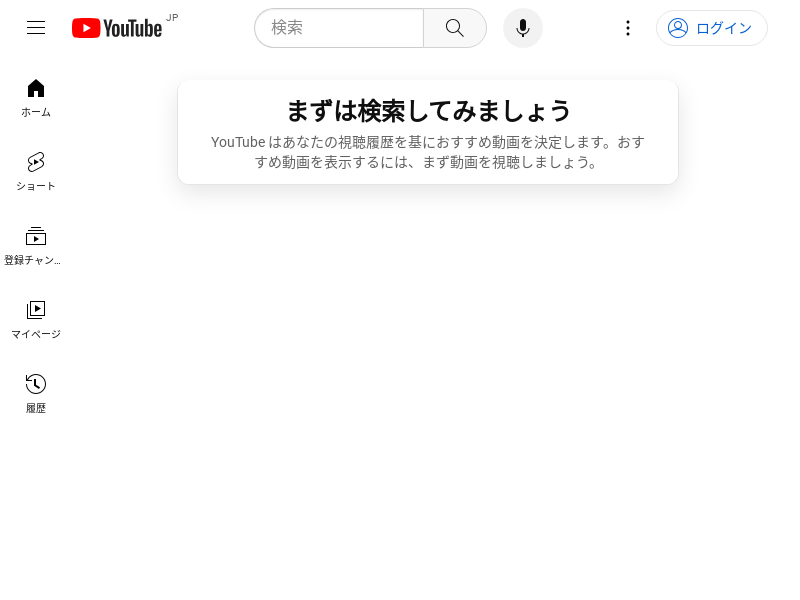 YouTube JP
検索
ログイン
ホーム
ショート
登録チャン...
マイページ
履歴
まずは検索してみましょう
YouTube はあなたの視聴履歴を基におすすめ動画を決定します。おす
すめ動画を表示するには、まず動画を視聴しましょう。